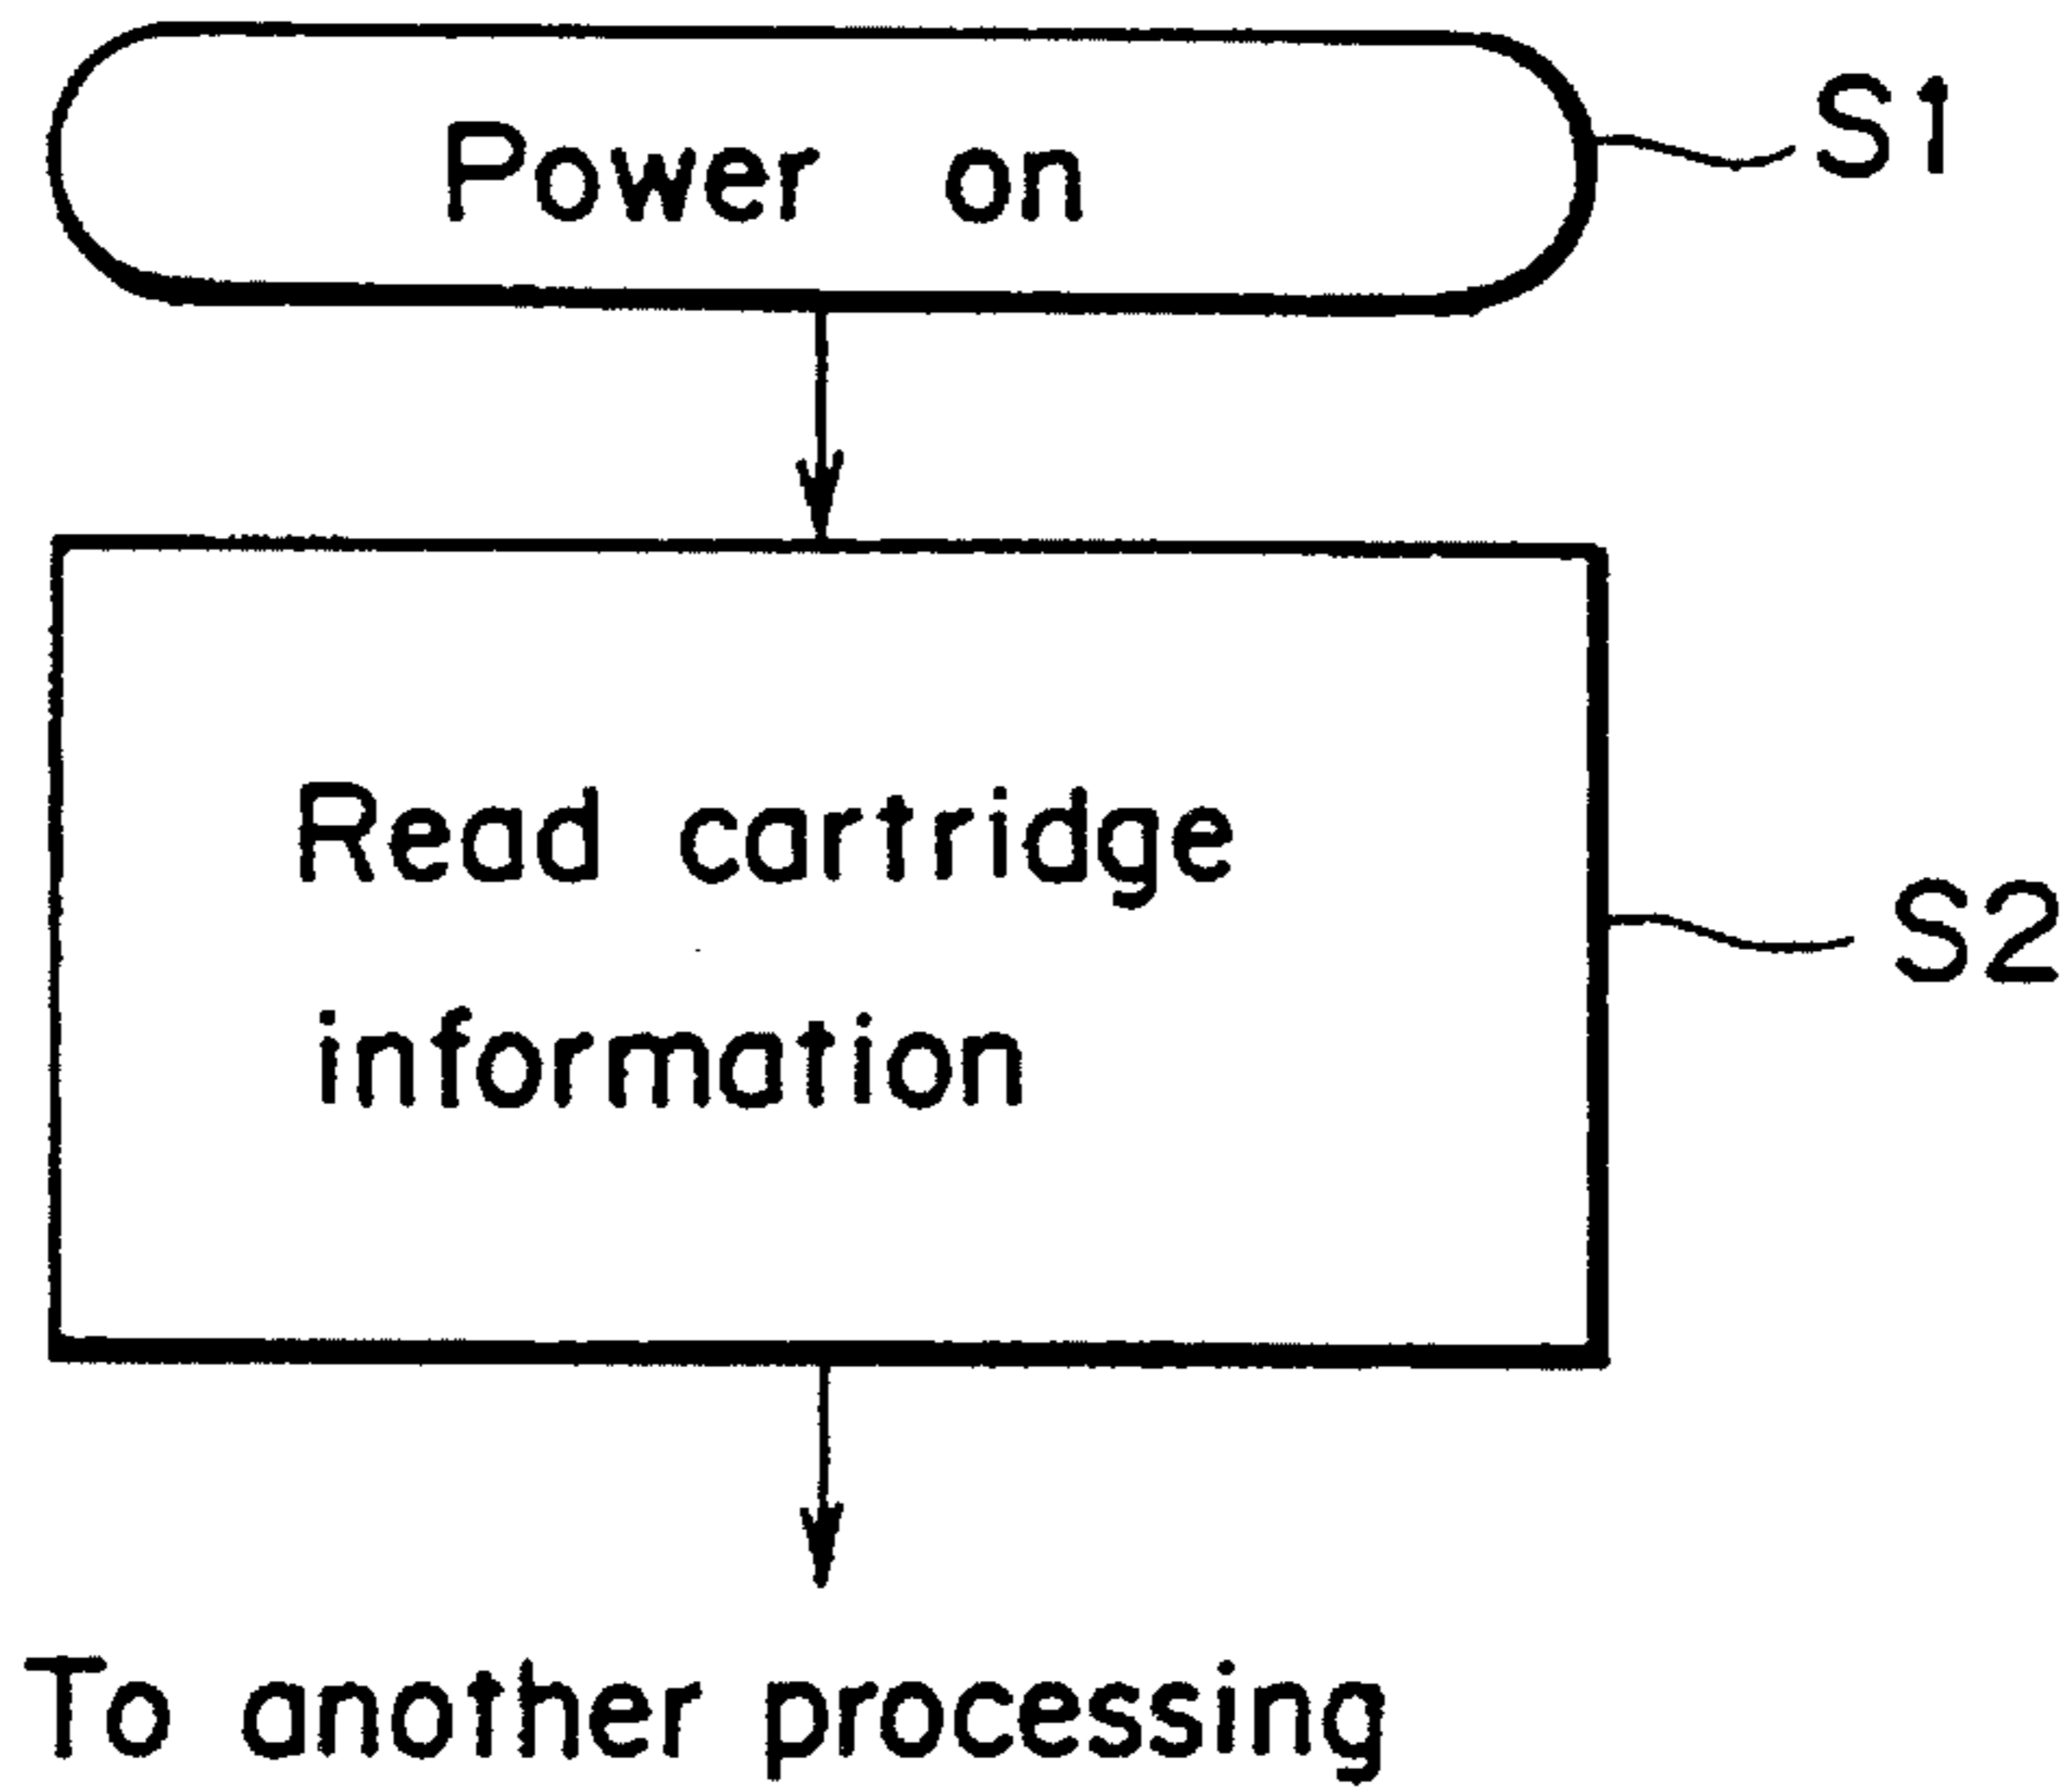 Power on
S1
Read cartridge
information
S2
To another processing